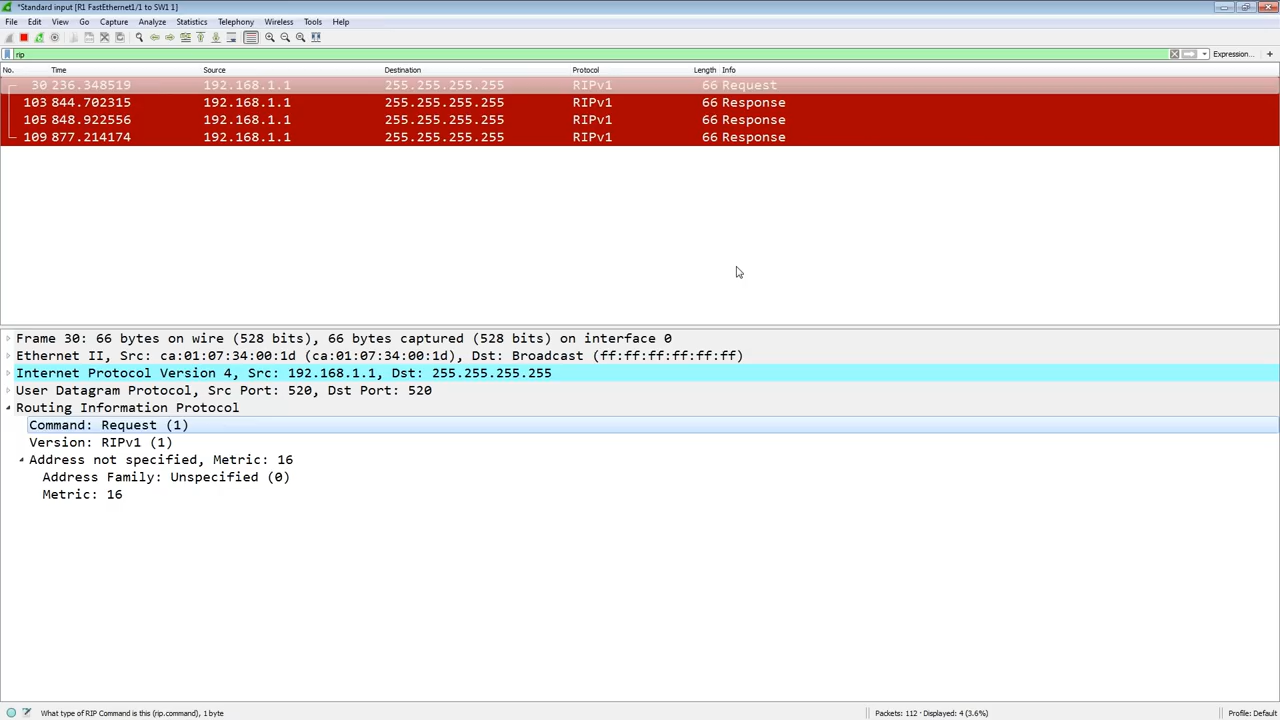 *Standard input [R1 FastEthernet1/1 to SW1 1]
File Edit View Go Capture Analyze Statistics Telephony Wireless Tools Help
rip
Expression...
No. Time Source Destination Protocol Length Info
30 236.348519 192.168.1.1 255.255.255.255 RIPv1 66 Request
103 844.702315 192.168.1.1 255.255.255.255 RIPv1 66 Response
105 848.922556 192.168.1.1 255.255.255.255 RIPv1 66 Response
109 877.214174 192.168.1.1 255.255.255.255 RIPv1 66 Response
Frame 30: 66 bytes on wire (528 bits), 66 bytes captured (528 bits) on interface 0
Ethernet II, Src: ca:01:07:34:00:1d (ca:01:07:34:00:1d), Dst: Broadcast (ff:ff:ff:ff:ff:ff)
Internet Protocol Version 4, Src: 192.168.1.1, Dst: 255.255.255.255
User Datagram Protocol, Src Port: 520, Dst Port: 520
Routing Information Protocol
Command: Request (1)
Version: RIPv1 (1)
Address not specified, Metric: 16
Address Family: Unspecified (0)
Metric: 16
What type of RIP Command is this (rip.command), 1 byte
Packets: 112 · Displayed: 4 (3.6%)
Profile: Default